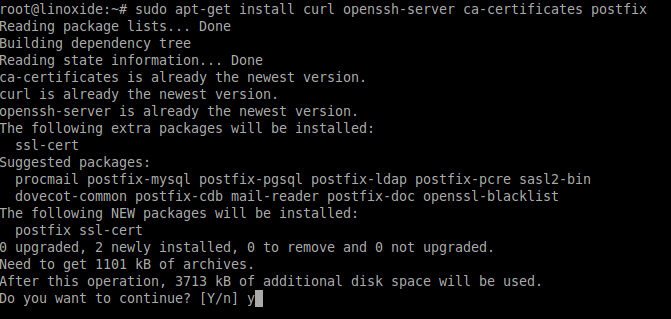 root@linoxide:~# sudo apt-get install curl openssh-server ca-certificates postfix
Reading package lists... Done
Building dependency tree
Reading state information... Done
ca-certificates is already the newest version.
curl is already the newest version.
openssh-server is already the newest version.
The following extra packages will be installed:
  ssl-cert
Suggested packages:
  procmail postfix-mysql postfix-pgsql postfix-ldap postfix-pcre sasl2-bin
  dovecot-common postfix-cdb mail-reader postfix-doc openssl-blacklist
The following NEW packages will be installed:
  postfix ssl-cert
0 upgraded, 2 newly installed, 0 to remove and 0 not upgraded.
Need to get 1101 kB of archives.
After this operation, 3713 kB of additional disk space will be used.
Do you want to continue? [Y/n] y